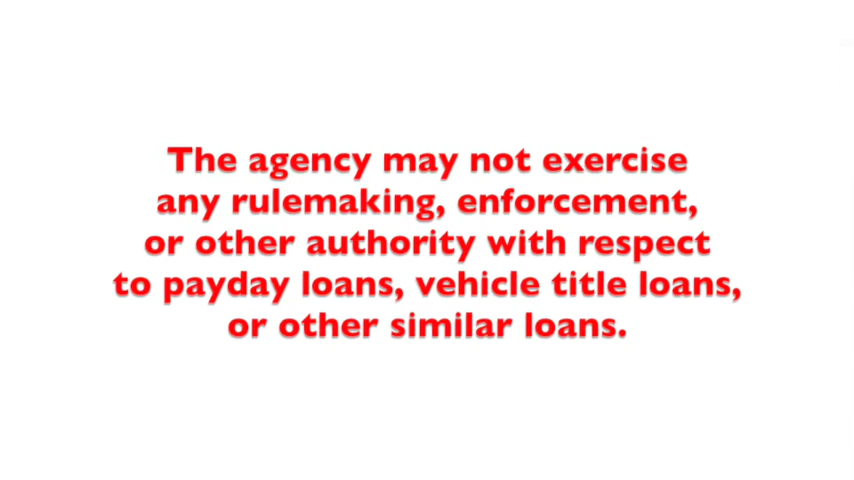 The agency may not exercise
any rulemaking, enforcement,
or other authority with respect
to payday loans, vehicle title loans,
or other similar loans.